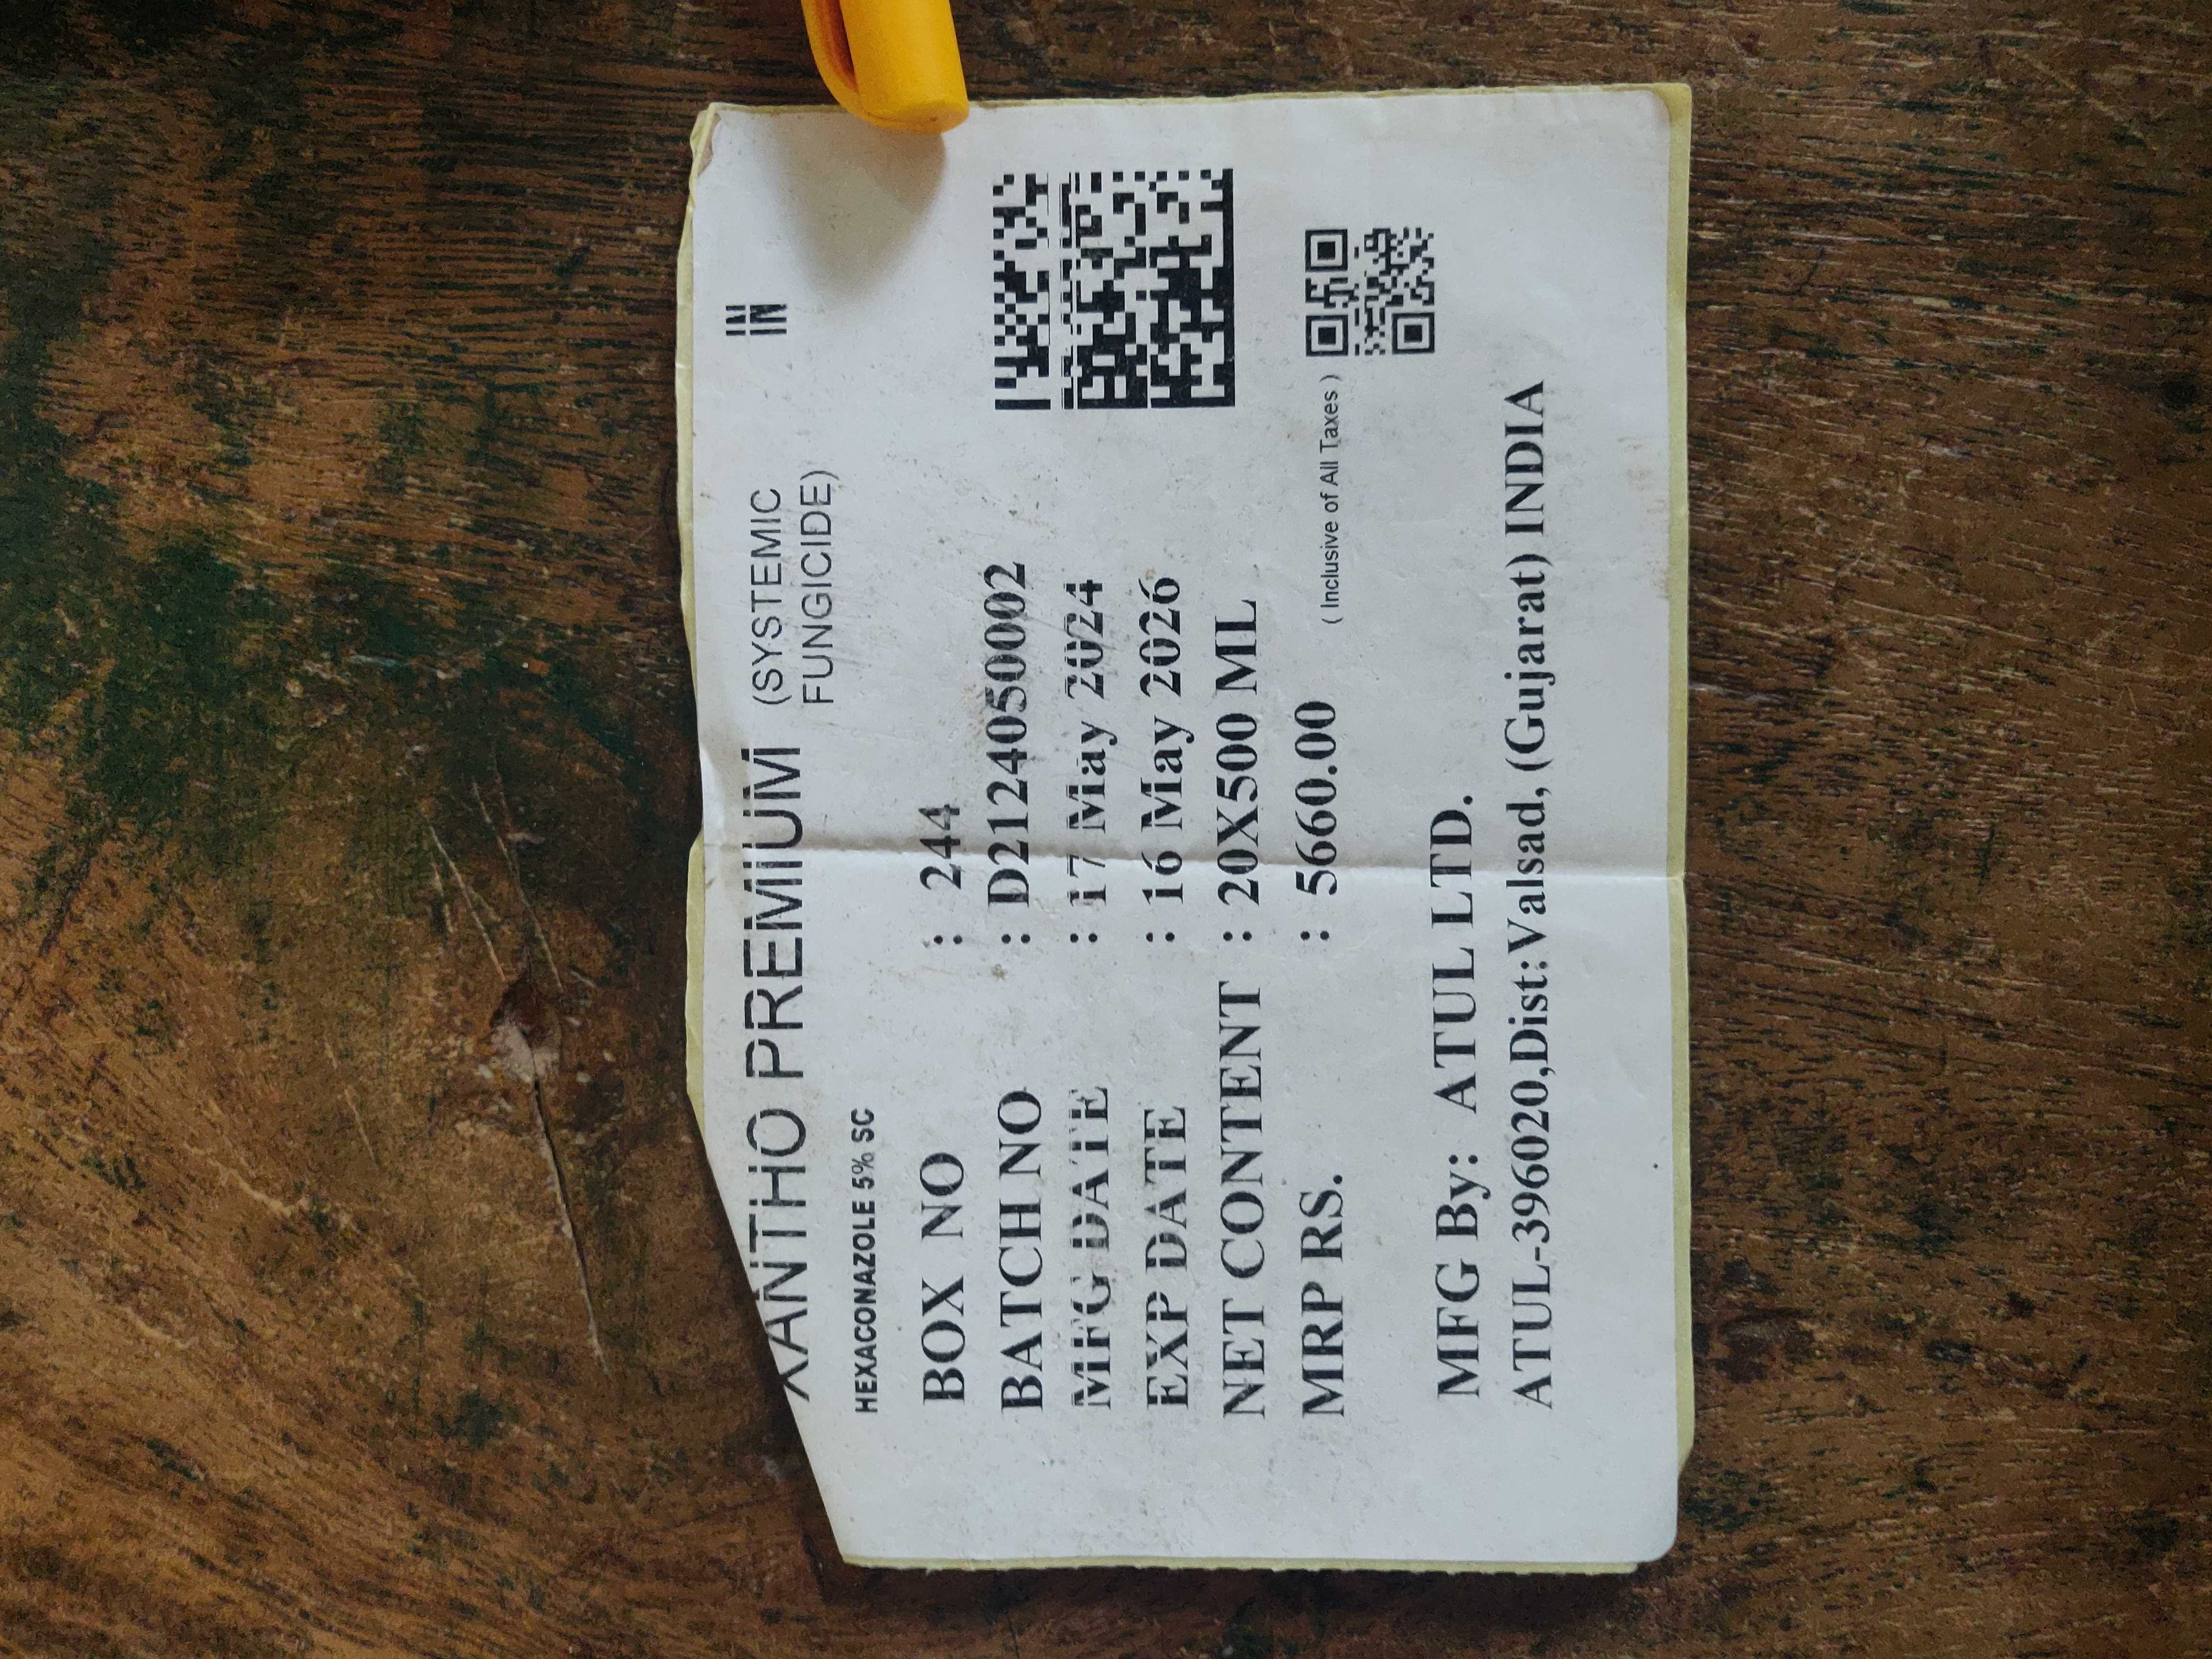 XANTHO PREMIUM (SYSTEMIC FUNGICIDE) IN IN
HEXACONAZOLE 5% SC
BOX NO : 244
BATCH NO : D2124050002
MFG DATE : 17 May 2024
EXP DATE : 16 May 2026
NET CONTENT : 20X500 ML
MRP RS. : 5660.00
( Inclusive of All Taxes )
MFG By: ATUL LTD.
ATUL-396020,Dist:Valsad, (Gujarat) INDIA